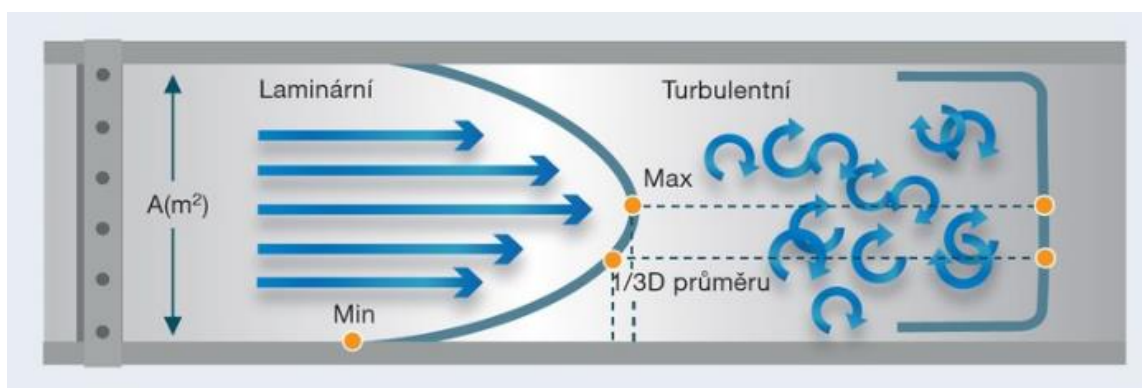 Laminární
Turbulentní
A(m²)
Max
1/3D průměru
Min